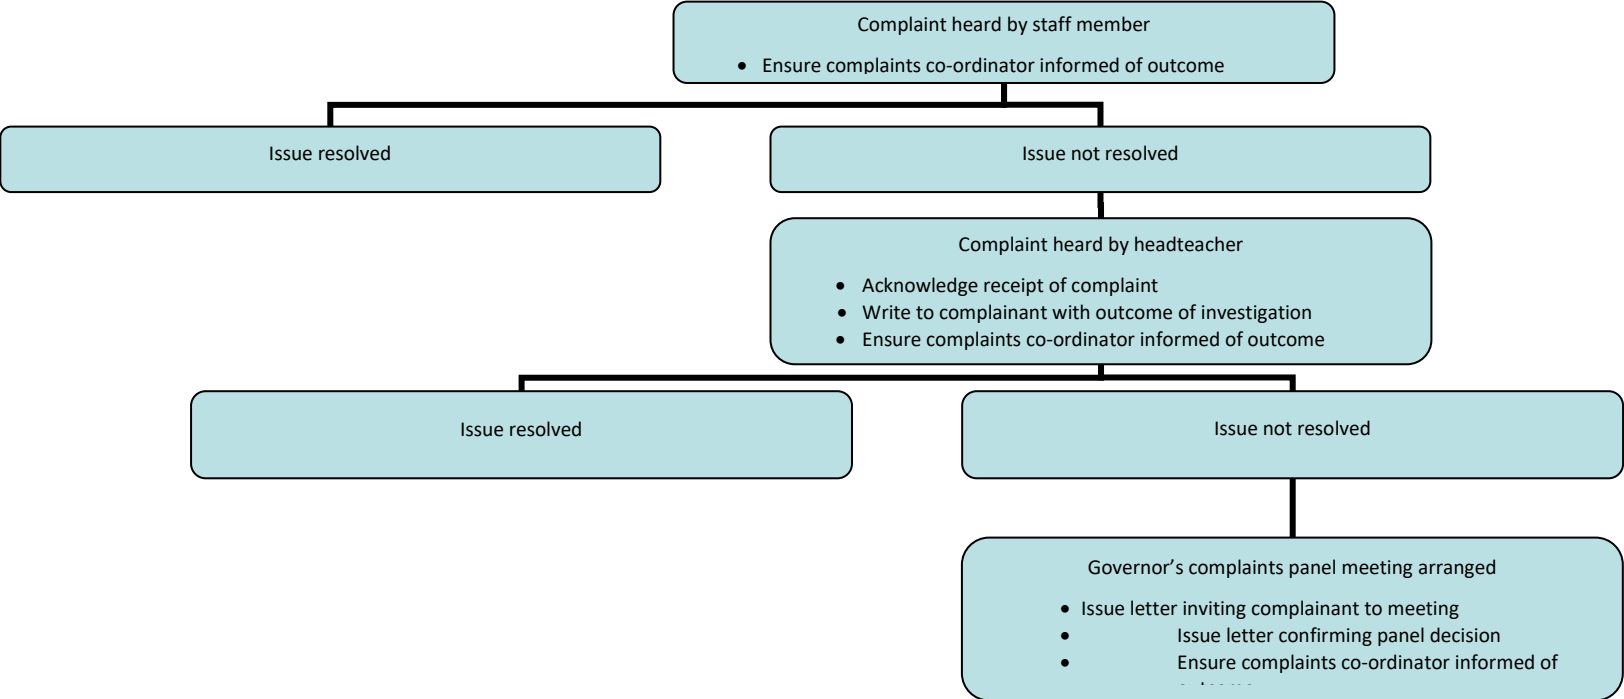 Complaint heard by staff member
• Ensure complaints co-ordinator informed of outcome
Issue resolved
Issue not resolved
Complaint heard by headteacher
• Acknowledge receipt of complaint
• Write to complainant with outcome of investigation
• Ensure complaints co-ordinator informed of outcome
Issue resolved
Issue not resolved
Governor’s complaints panel meeting arranged
• Issue letter inviting complainant to meeting
• Issue letter confirming panel decision
• Ensure complaints co-ordinator informed of